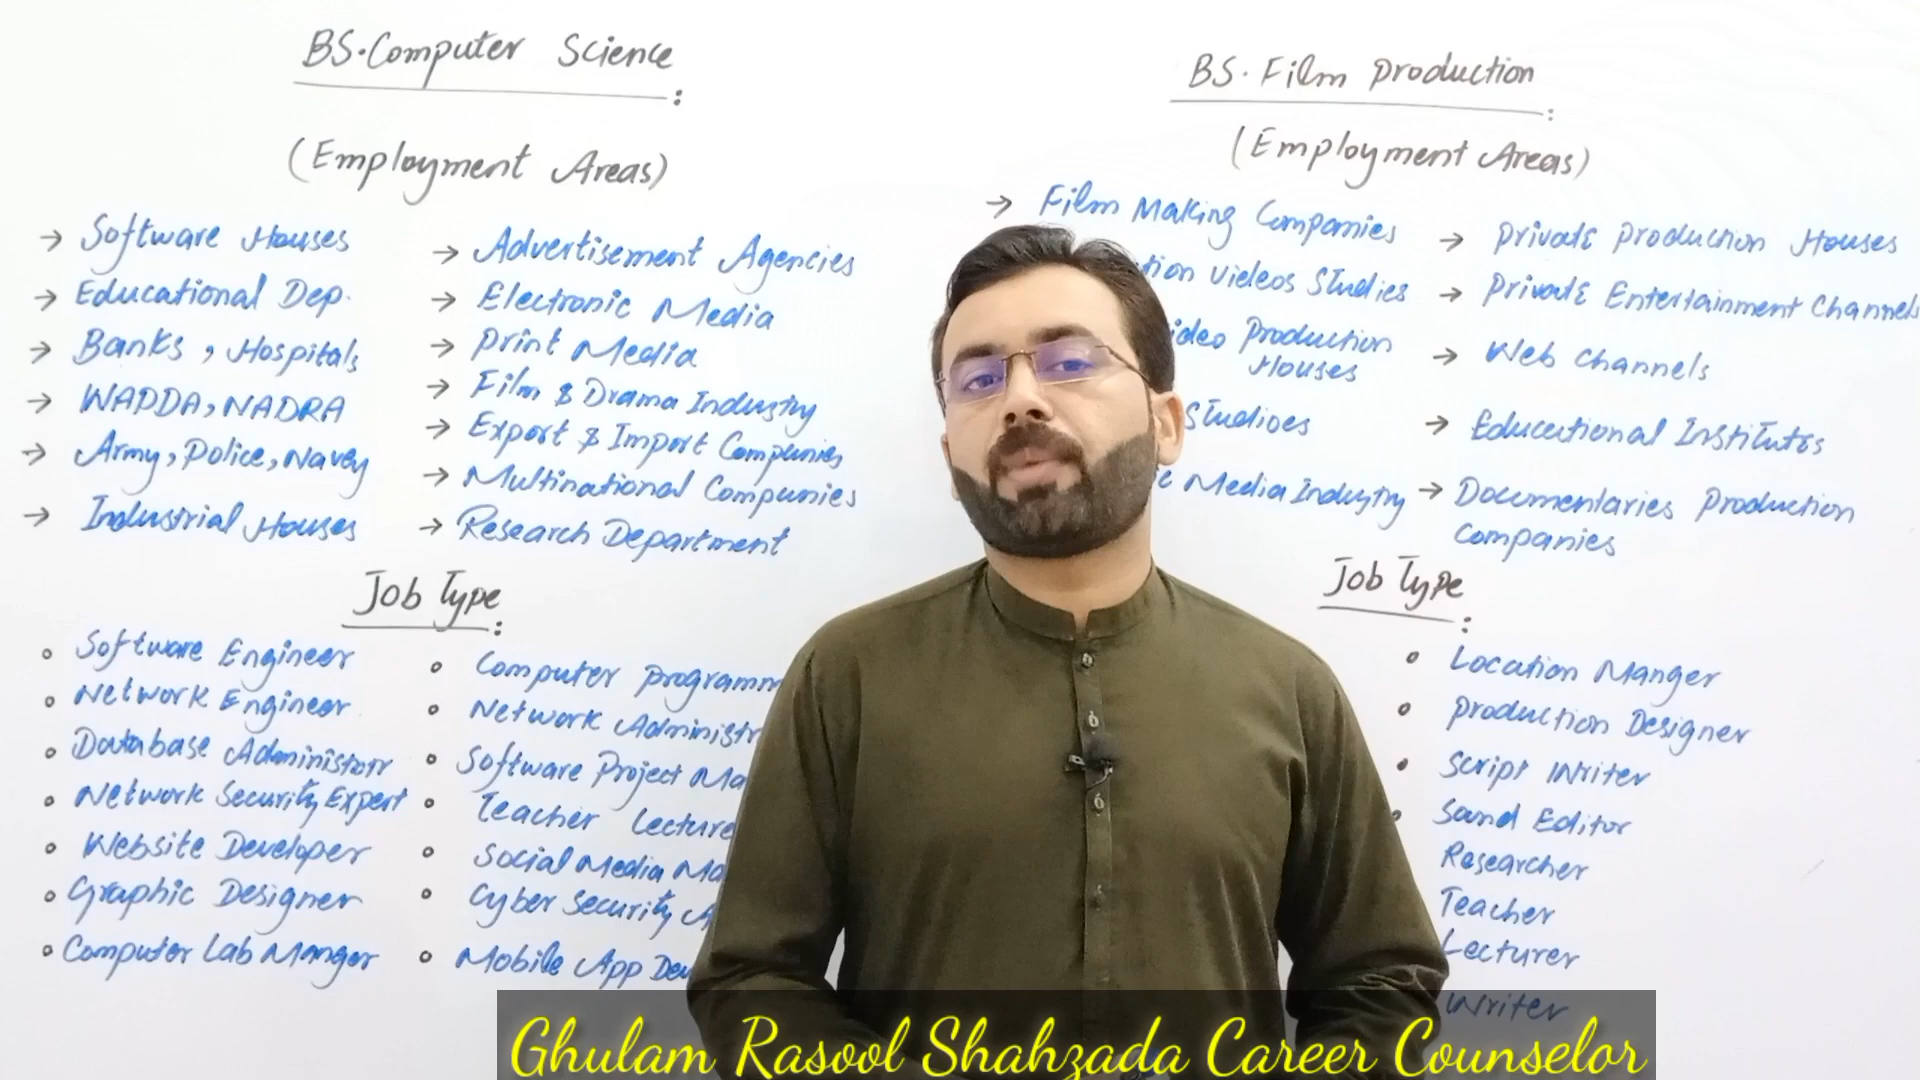 BS.Computer Science:
(Employment Areas)
→ Software Houses
→ Educational Dep.
→ Banks, Hospitals
→ WAPDA, NADRA
→ Army, Police, Navey
→ Industrial Houses
→ Advertisement Agencies
→ Electronic Media
→ Print Media
→ Film & Drama Industry
→ Export & Import Companies
→ Multinational Companies
→ Research Department
Job Type:
Software Engineer
Network Engineer
Database Administorr
Network Security Expert
Website Developer
Graphic Designer
Computer Lab Manger
Computer Programm
Network Administr
Software Project Ma
Teacher Lecture
Social Media Ma
Cyber Security A
Mobile App Dev
BS. Film Production:
(Employment Areas)
→ Film Making Companies
tion Videos Studies
ideo Production
Houses
Studioes
Media Industry
→ Private Production Houses
→ Private Entertainment Channels
→ Web Channels
→ Educational Institutes
→ Documentaries Production
Companies
Job Type:
Location Manger
Production Designer
Script Writer
Sound Editor
Researcher
Teacher
Lecturer
Writer
Ghulam Rasool Shahzada Career Counselor